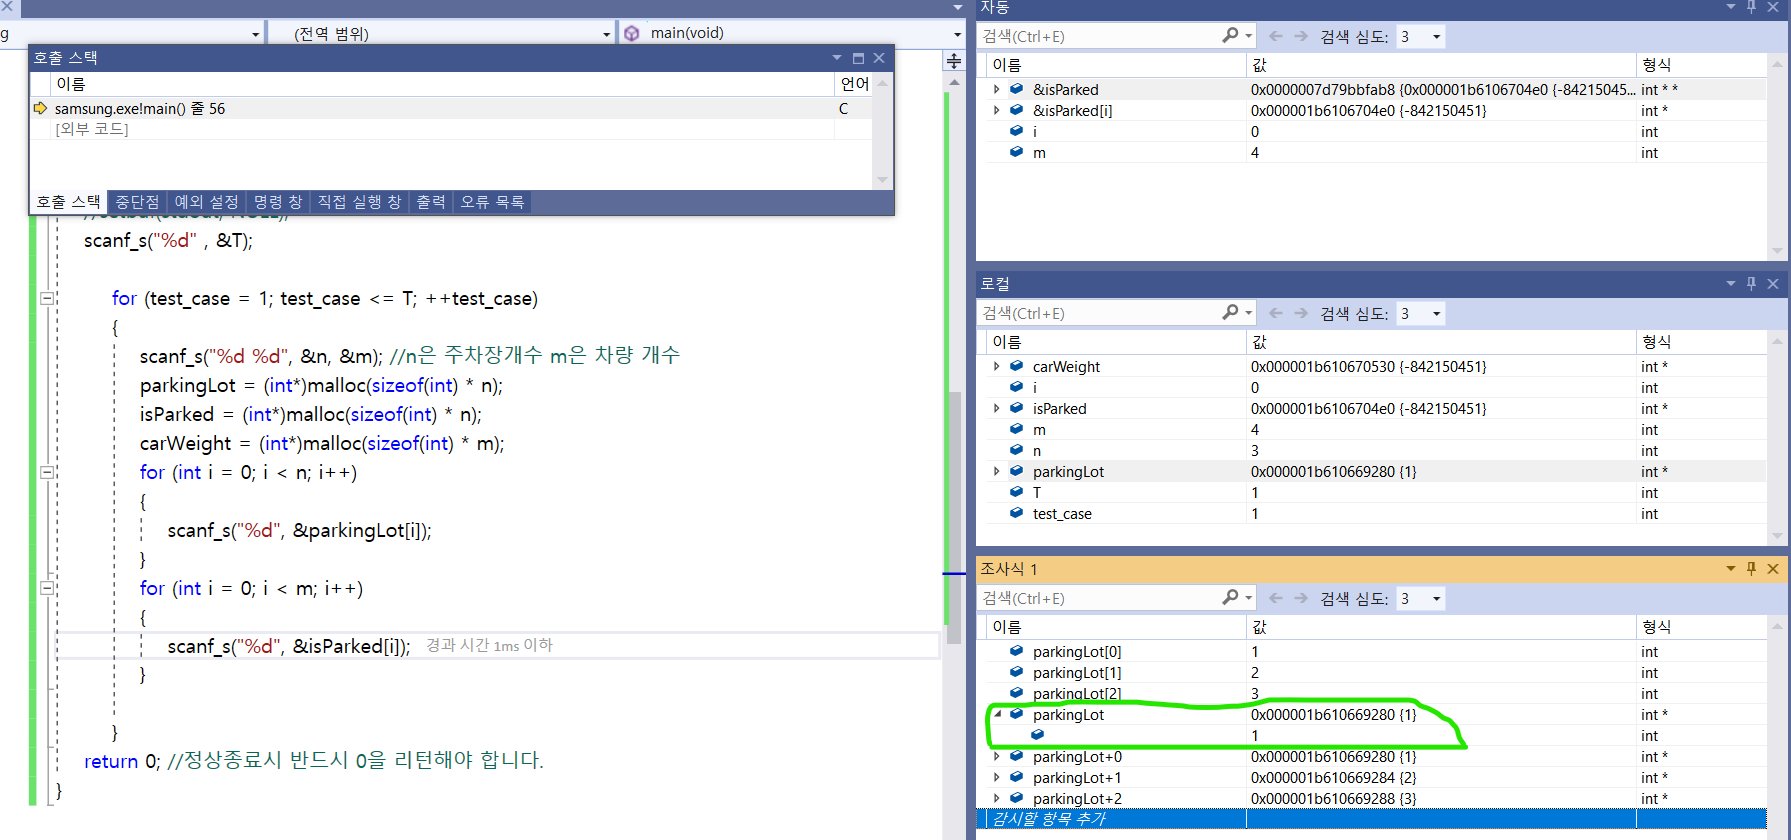 g
(전역 범위)
main(void)
호출 스택
이름
언어
samsung.exe!main() 줄 56
C
[외부 코드]
호출 스택
중단점
예외 설정
명령 창
직접 실행 창
출력
오류 목록
scanf_s("%d" , &T);
for (test_case = 1; test_case <= T; ++test_case)
{
scanf_s("%d %d", &n, &m); //n은 주차장개수 m은 차량 개수
parkingLot = (int*)malloc(sizeof(int) * n);
isParked = (int*)malloc(sizeof(int) * n);
carWeight = (int*)malloc(sizeof(int) * m);
for (int i = 0; i < n; i++)
{
scanf_s("%d", &parkingLot[i]);
}
for (int i = 0; i < m; i++)
{
scanf_s("%d", &isParked[i]); 경과 시간 1ms 이하
}
}
return 0; //정상종료시 반드시 0을 리턴해야 합니다.
}
자동
검색(Ctrl+E)
검색 심도: 3
이름 값 형식
&isParked 0x0000007d79bbfab8 {0x000001b6106704e0 {-84215045... int * *
&isParked[i] 0x000001b6106704e0 {-842150451} int *
i 0 int
m 4 int
로컬
검색(Ctrl+E)
검색 심도: 3
이름 값 형식
carWeight 0x000001b610670530 {-842150451} int *
i 0 int
isParked 0x000001b6106704e0 {-842150451} int *
m 4 int
n 3 int
parkingLot 0x000001b610669280 {1} int *
T 1 int
test_case 1 int
조사식 1
검색(Ctrl+E)
검색 심도: 3
이름 값 형식
parkingLot[0] 1 int
parkingLot[1] 2 int
parkingLot[2] 3 int
parkingLot 0x000001b610669280 {1} int *
1 int
parkingLot+0 0x000001b610669280 {1} int *
parkingLot+1 0x000001b610669284 {2} int *
parkingLot+2 0x000001b610669288 {3} int *
감시할 항목 추가